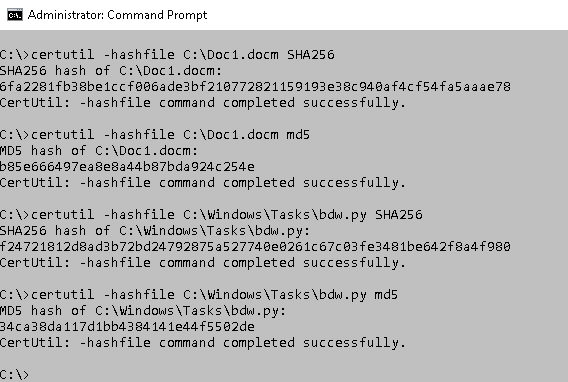 Administrator: Command Prompt
C:\>certutil -hashfile C:\Doc1.docm SHA256
SHA256 hash of C:\Doc1.docm:
6fa2281fb38be1ccf006ade3bf210772821159193e38c940af4cf54fa5aaae78
CertUtil: -hashfile command completed successfully.
C:\>certutil -hashfile C:\Doc1.docm md5
MD5 hash of C:\Doc1.docm:
b85e666497ea8e8a44b87bda924c254e
CertUtil: -hashfile command completed successfully.
C:\>certutil -hashfile C:\Windows\Tasks\bdw.py SHA256
SHA256 hash of C:\Windows\Tasks\bdw.py:
f24721812d8ad3b72bd24792875a527740e0261c67c03fe3481be642f8a4f980
CertUtil: -hashfile command completed successfully.
C:\>certutil -hashfile C:\Windows\Tasks\bdw.py md5
MD5 hash of C:\Windows\Tasks\bdw.py:
34ca38da117d1bb4384141e44f5502de
CertUtil: -hashfile command completed successfully.
C:\>